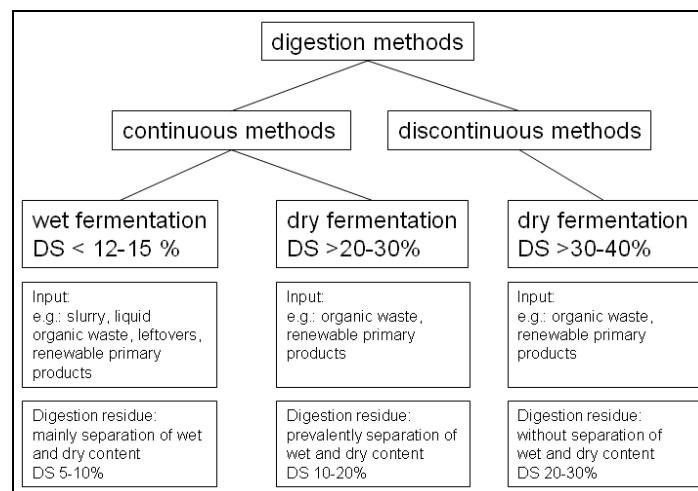 digestion methods
continuous methods
discontinuous methods
wet fermentation
DS < 12-15 %
dry fermentation
DS >20-30%
dry fermentation
DS >30-40%
Input:
e.g.: slurry, liquid
organic waste, leftovers,
renewable primary
products
Input:
e.g.: organic waste,
renewable primary
products
Input:
e.g.: organic waste,
renewable primary
products
Digestion residue:
mainly separation of wet
and dry content
DS 5-10%
Digestion residue:
prevalently separation of
wet and dry content
DS 10-20%
Digestion residue:
without separation of
wet and dry content
DS 20-30%